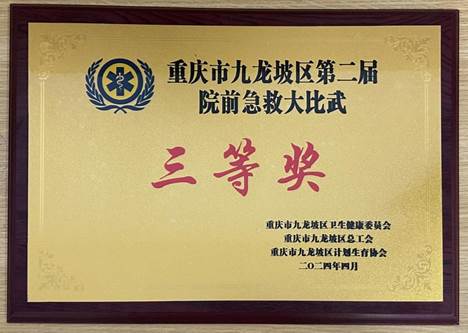 重庆市九龙坡区第二届
院前急救大比武
三等奖
重庆市九龙坡区卫生健康委员会
重庆市九龙坡区总工会
重庆市九龙坡区计划生育协会
二〇二四年四月